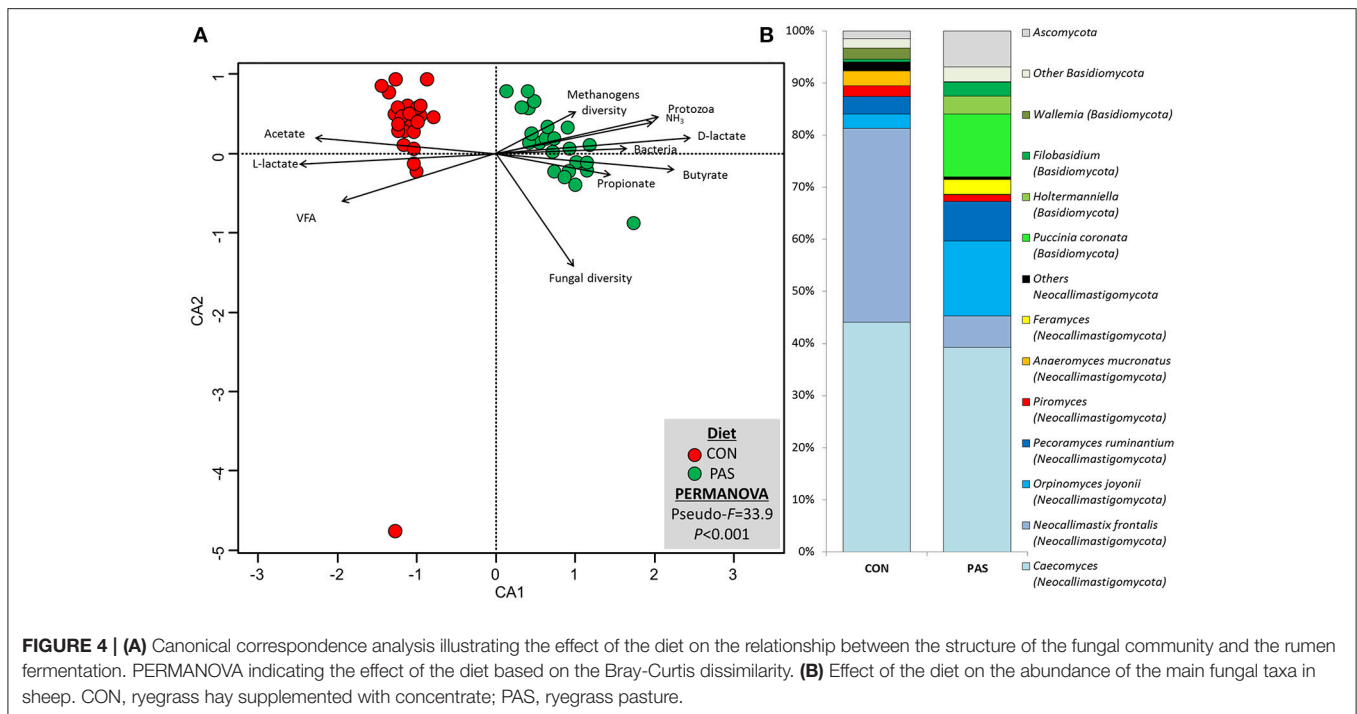 A
1
0
-1
-2
-3
-4
-5
CA2
-3
-2
-1
0
1
2
3
CA1
Acetate
L-lactate
VFA
Methanogens
diversity
Protozoa
NH3
D-lactate
Bacteria
Butyrate
Propionate
Fungal diversity
Diet
CON
PAS
PERMANOVA
Pseudo-F=33.9
P<0.001
B
100%
90%
80%
70%
60%
50%
40%
30%
20%
10%
0%
CON
PAS
Ascomycota
Other Basidiomycota
Wallemia (Basidiomycota)
Filobasidium
(Basidiomycota)
Holtermanniella
(Basidiomycota)
Puccinia coronata
(Basidiomycota)
Others
Neocallimastigomycota
Feramyces
(Neocallimastigomycota)
Anaeromyces mucronatus
(Neocallimastigomycota)
Piromyces
(Neocallimastigomycota)
Pecoramyces ruminantium
(Neocallimastigomycota)
Orpinomyces joyonii
(Neocallimastigomycota)
Neocallimastix frontalis
(Neocallimastigomycota)
Caecomyces
(Neocallimastigomycota)
FIGURE 4 | (A) Canonical correspondence analysis illustrating the effect of the diet on the relationship between the structure of the fungal community and the rumen
fermentation. PERMANOVA indicating the effect of the diet based on the Bray-Curtis dissimilarity. (B) Effect of the diet on the abundance of the main fungal taxa in
sheep. CON, ryegrass hay supplemented with concentrate; PAS, ryegrass pasture.